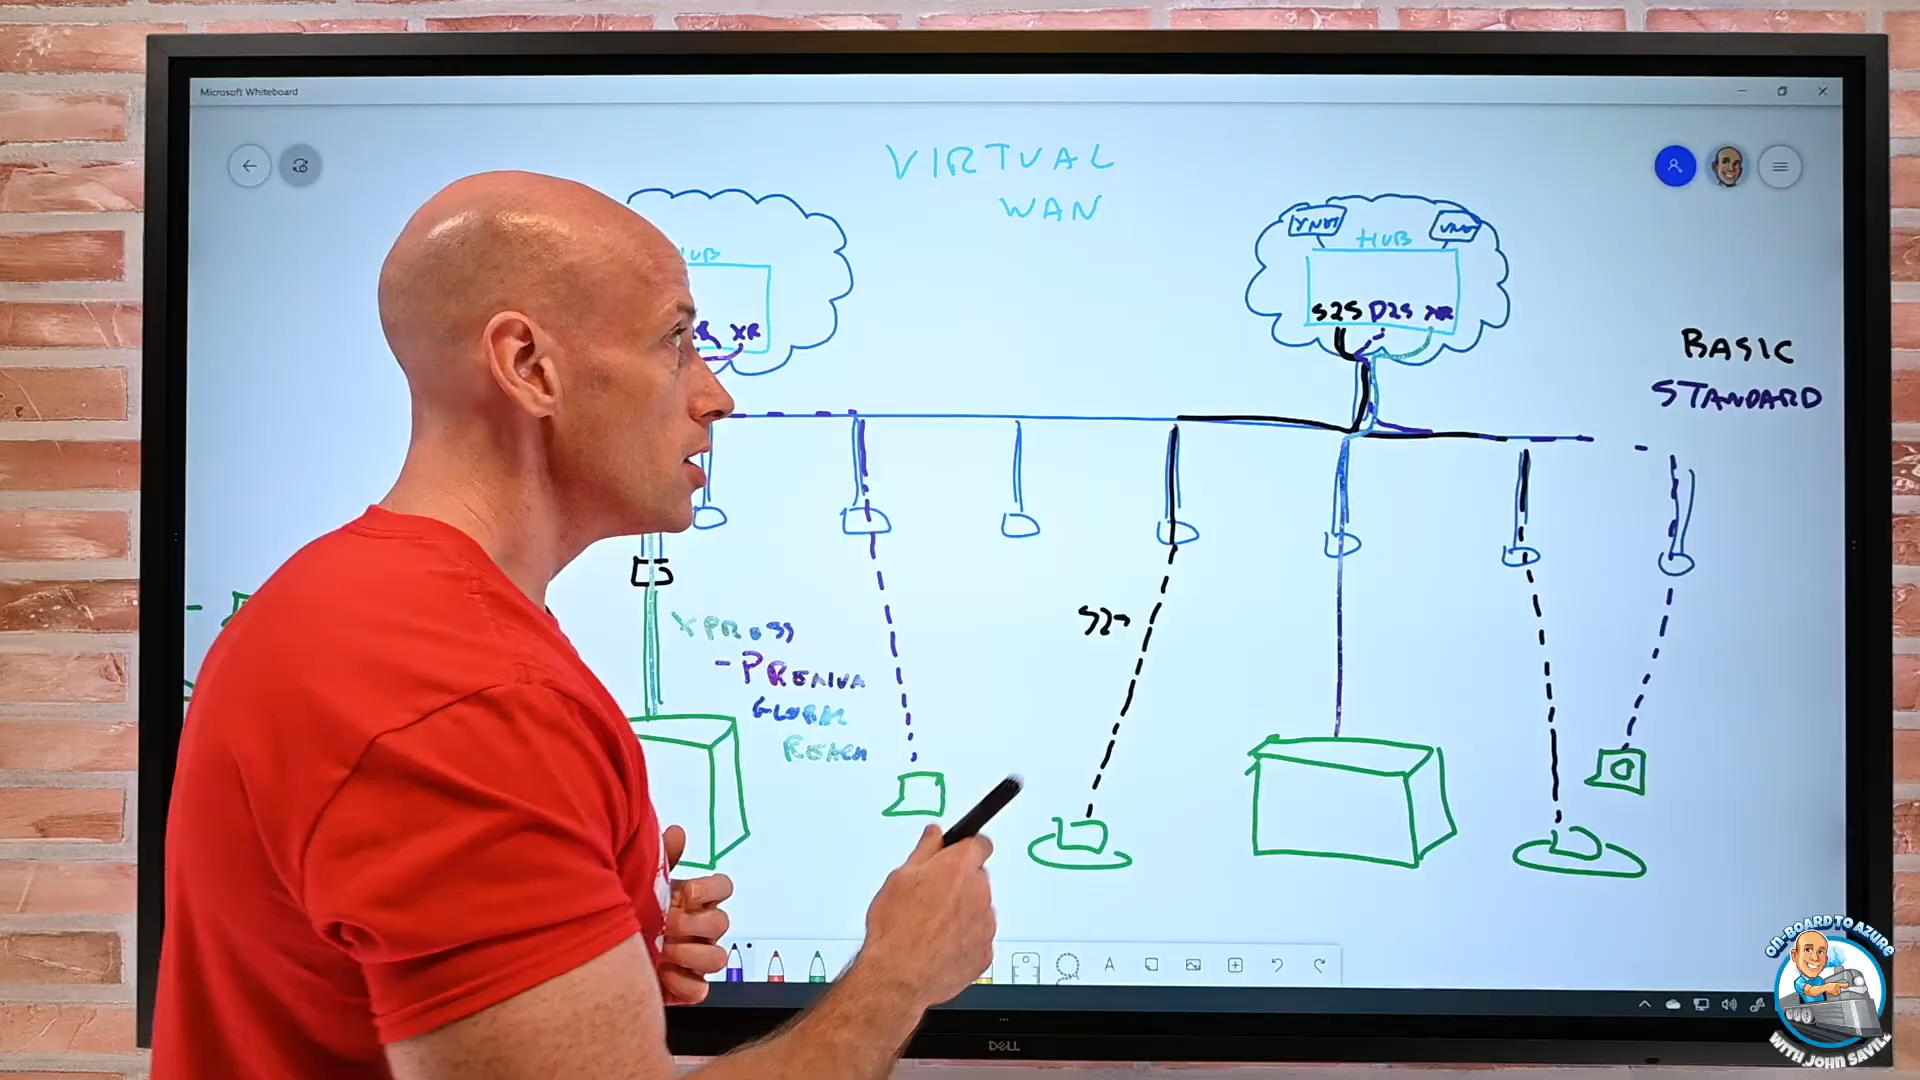 Microsoft Whiteboard
VIRTUAL
WAN
HUB
VNET
VNET
HUB
XR
S2S P2S XR
BASIC
STANDARD
S2S
XPRESS
- PREMIUM
GLOBAL
REACH
A
DELL
ON-BOARD TO AZURE
WITH JOHN SAVILL